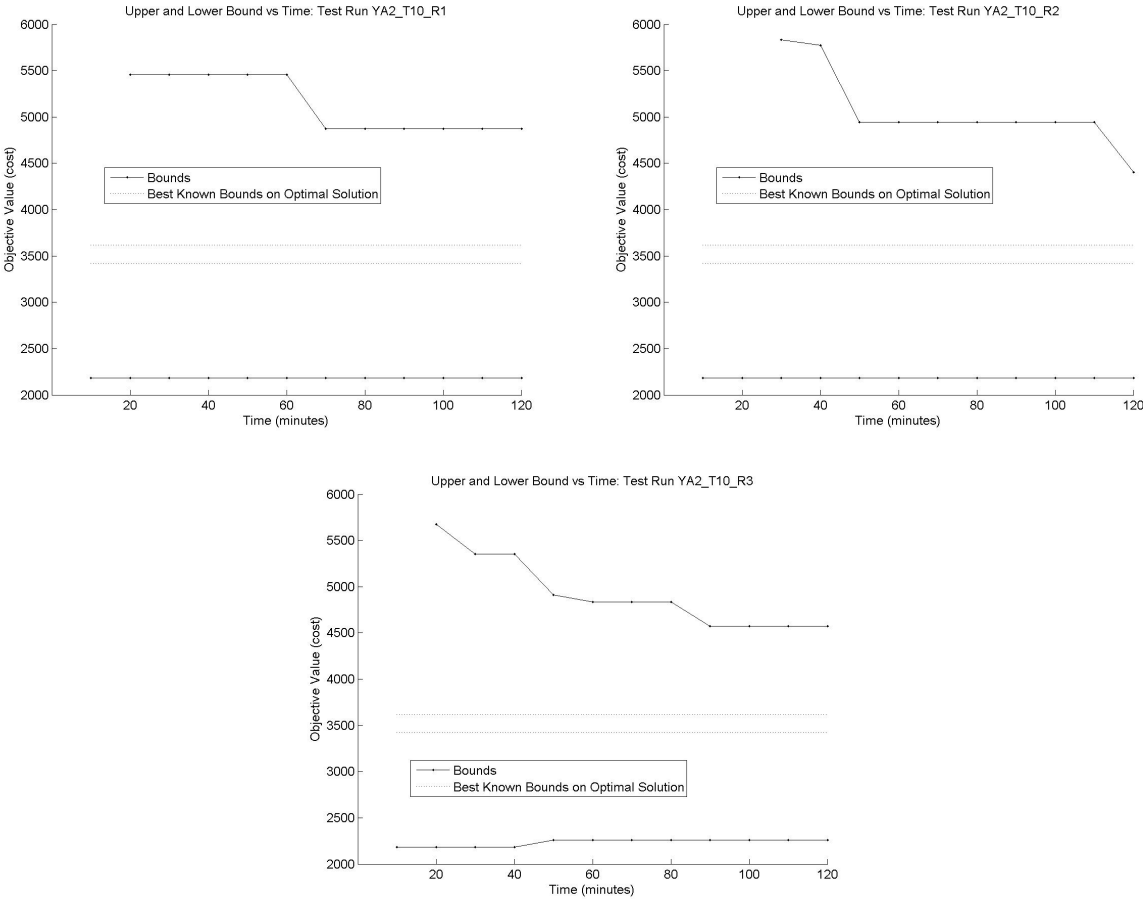 Upper and Lower Bound vs Time: Test Run YA2_T10_R1
6000
5500
5000
4500
4000
3500
3000
2500
2000
Objective Value (cost)
Bounds
Best Known Bounds on Optimal Solution
20 40 60 80 100 120
Time (minutes)
Upper and Lower Bound vs Time: Test Run YA2_T10_R2
6000
5500
5000
4500
4000
3500
3000
2500
2000
Objective Value (cost)
Bounds
Best Known Bounds on Optimal Solution
20 40 60 80 100 120
Time (minutes)
Upper and Lower Bound vs Time: Test Run YA2_T10_R3
6000
5500
5000
4500
4000
3500
3000
2500
2000
Objective Value (cost)
Bounds
Best Known Bounds on Optimal Solution
20 40 60 80 100 120
Time (minutes)